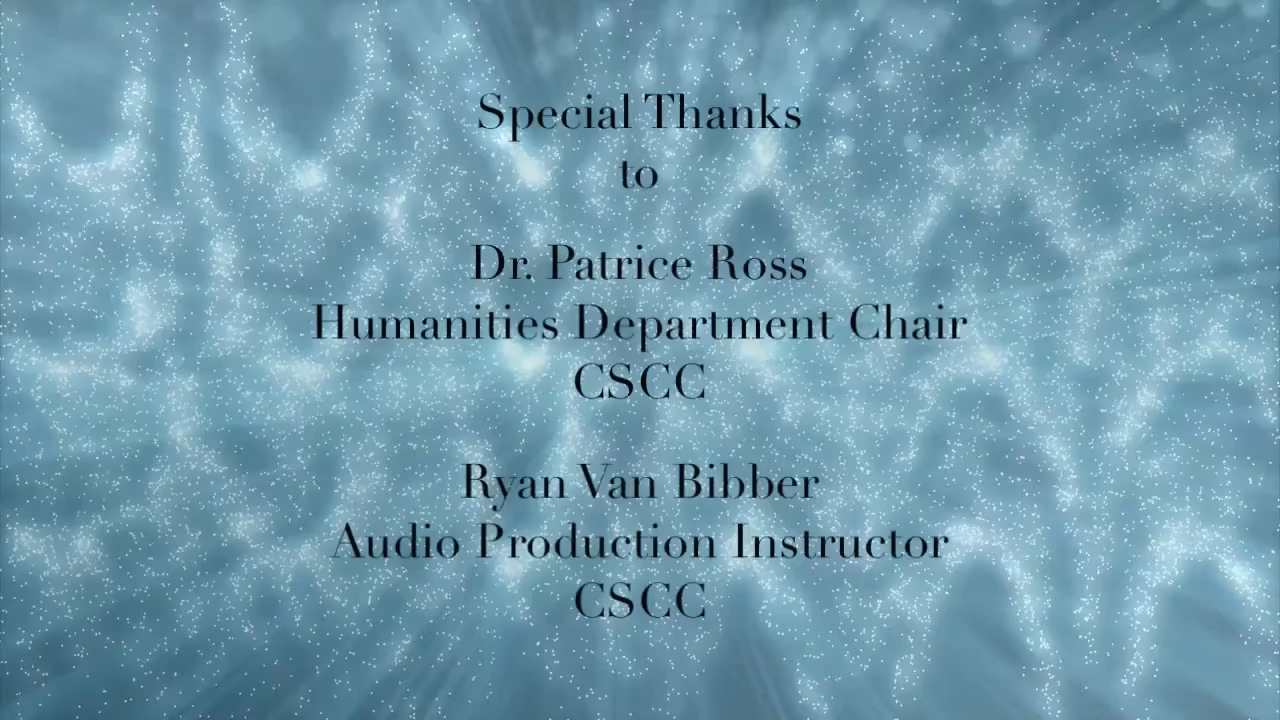 Special Thanks
to
Dr. Patrice Ross
Humanities Department Chair
CSCC
Ryan Van Bibber
Audio Production Instructor
CSCC